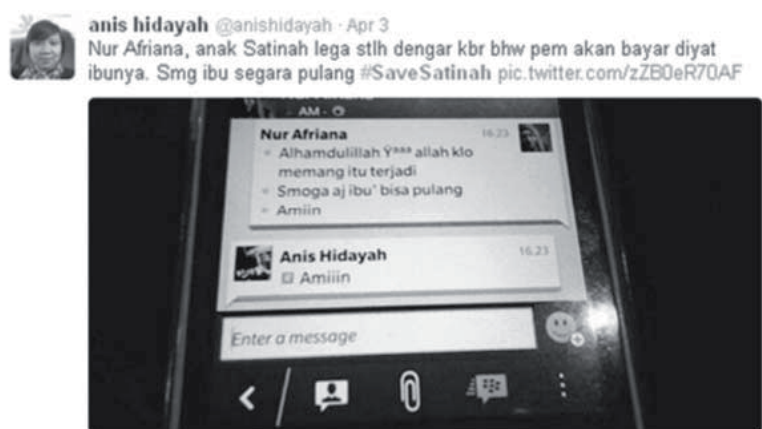 anis hidayah @anishidayah · Apr 3
Nur Afriana, anak Satinah lega stlh dengar kbr bhw pem akan bayar diyat
ibunya. Smg ibu segara pulang #SaveSatinah pic.twitter.com/zZB0eR70AF
AM
Nur Afriana 16.23
Alhamdulillah Ÿªªª allah klo
memang itu terjadi
Smoga aj ibu' bisa pulang
Amiin
Anis Hidayah 16.23
Amiiin
Enter a message